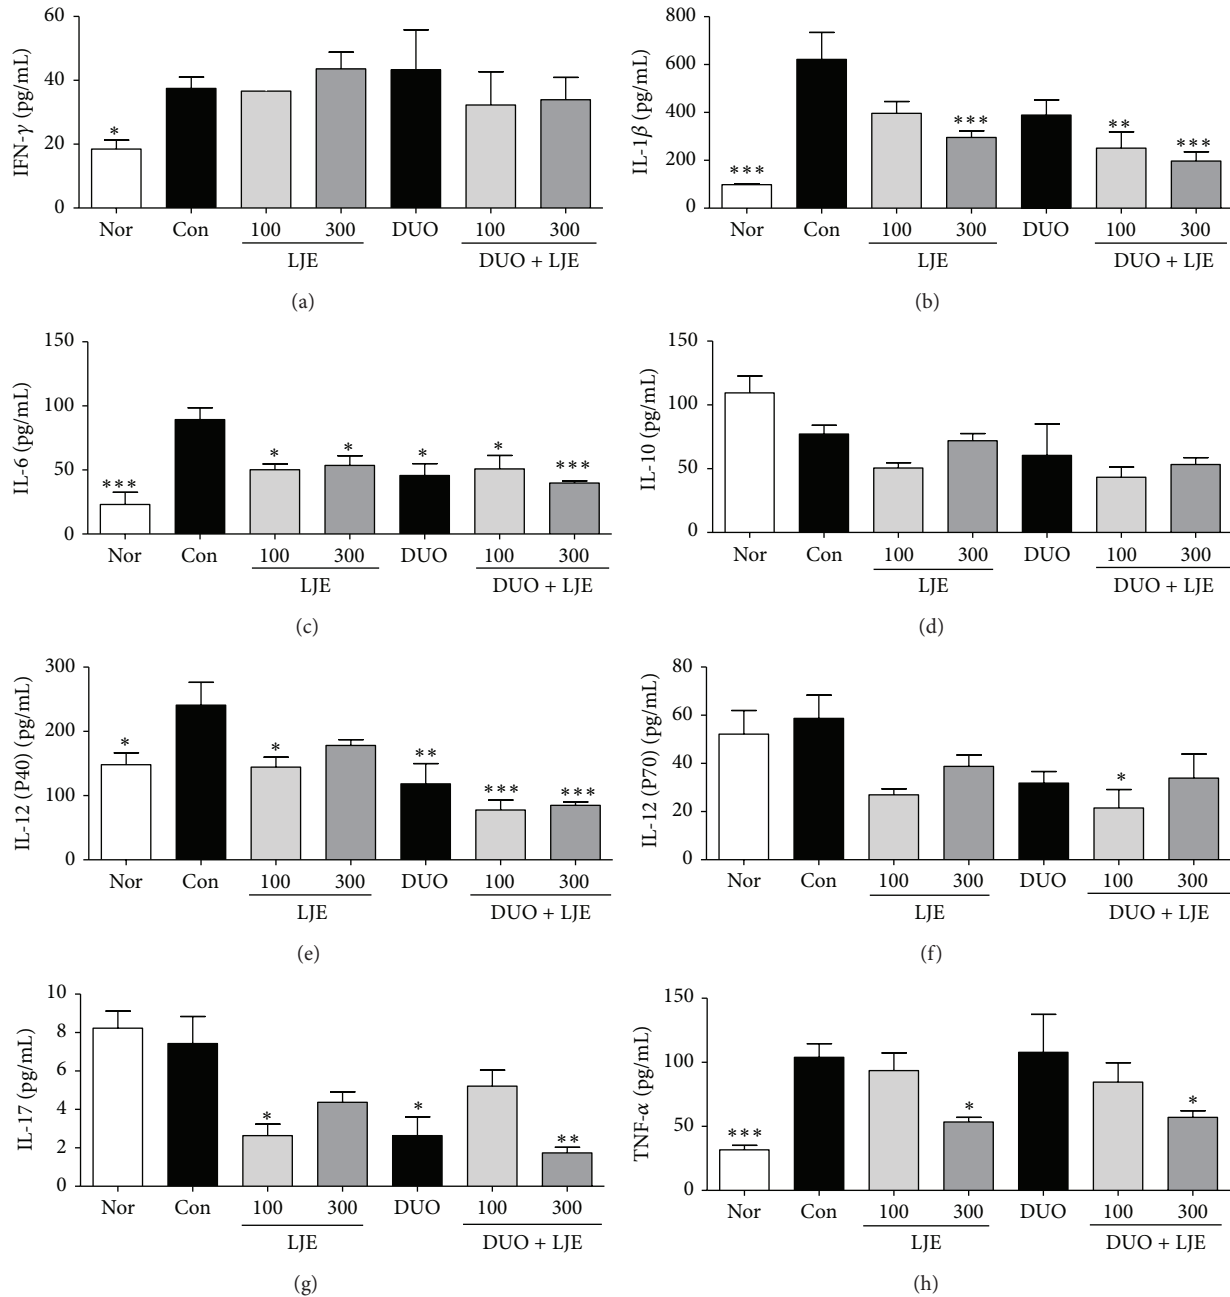 60
40
20
0
IFN-γ (pg/mL)
*
Nor Con 100 300 DUO 100 300
LJE DUO + LJE
(a)
800
600
400
200
0
IL-1β (pg/mL)
*** *** ** ***
Nor Con 100 300 DUO 100 300
LJE DUO + LJE
(b)
150
100
50
0
IL-6 (pg/mL)
*** * * * * ***
Nor Con 100 300 DUO 100 300
LJE DUO + LJE
(c)
150
100
50
0
IL-10 (pg/mL)
Nor Con 100 300 DUO 100 300
LJE DUO + LJE
(d)
300
200
100
0
IL-12 (P40) (pg/mL)
* * ** *** ***
Nor Con 100 300 DUO 100 300
LJE DUO + LJE
(e)
80
60
40
20
0
IL-12 (P70) (pg/mL)
*
Nor Con 100 300 DUO 100 300
LJE DUO + LJE
(f)
10
8
6
4
2
0
IL-17 (pg/mL)
* * **
Nor Con 100 300 DUO 100 300
LJE DUO + LJE
(g)
150
100
50
0
TNF-α (pg/mL)
*** * *
Nor Con 100 300 DUO 100 300
LJE DUO + LJE
(h)